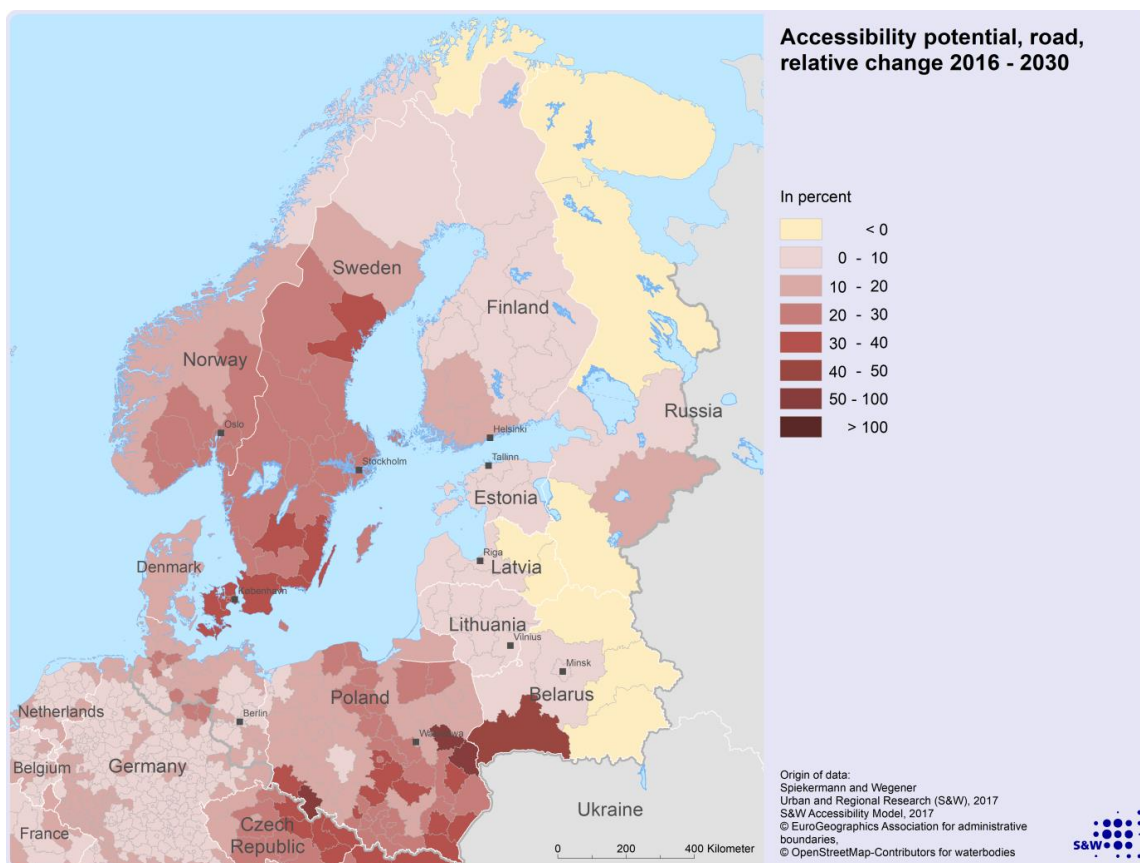 Accessibility potential, road,
relative change 2016 - 2030
In percent
< 0
0 - 10
10 - 20
20 - 30
30 - 40
40 - 50
50 - 100
> 100
Sweden
Finland
Norway
Oslo
Russia
Helsinki
Stockholm
Tallinn
Estonia
Riga
Latvia
Denmark
København
Lithuania
Vilnius
Minsk
Belarus
Poland
Netherlands
Berlin
Warszawa
Belgium
Germany
Ukraine
Czech
Republic
France
0 200 400 Kilometer
Origin of data:
Spiekermann and Wegener
Urban and Regional Research (S&W), 2017
S&W Accessibility Model, 2017
© EuroGeographics Association for administrative
boundaries,
© OpenStreetMap-Contributors for waterbodies
S&W